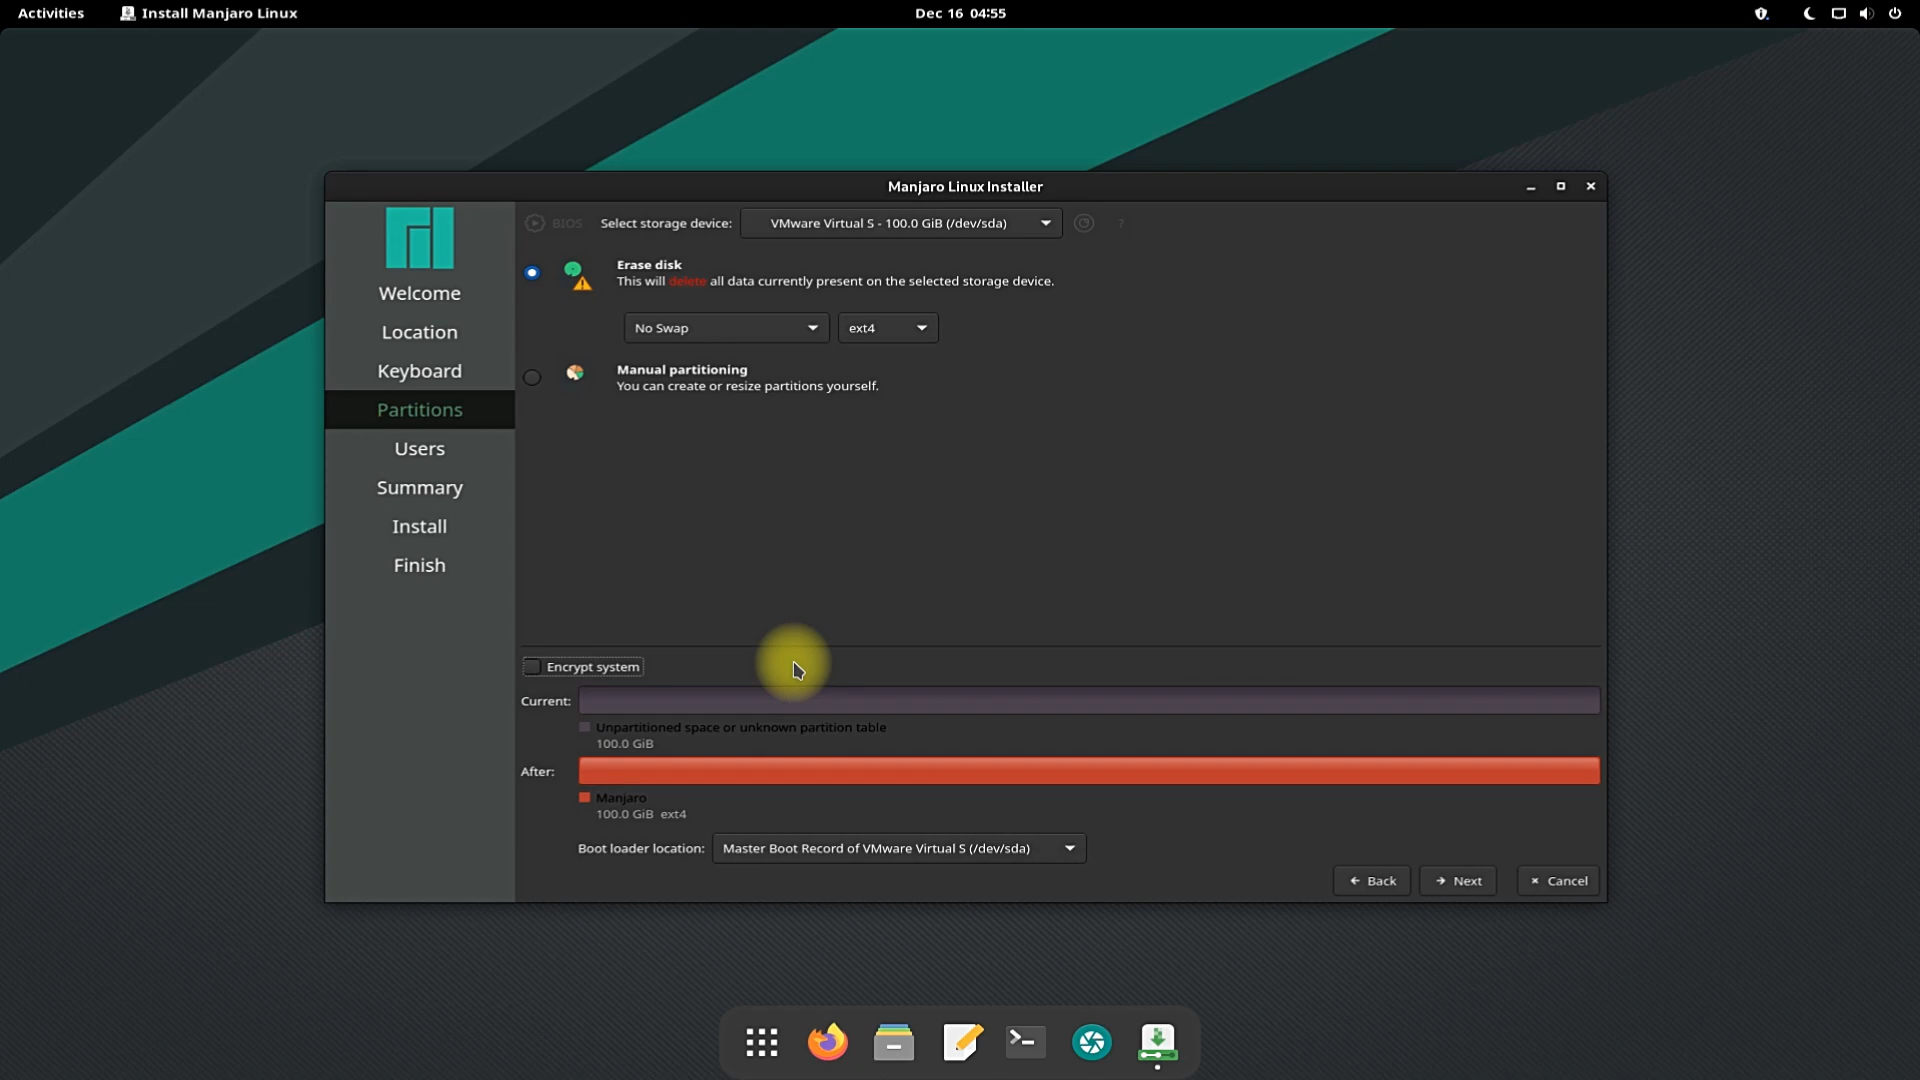 Activities
Install Manjaro Linux
Dec 16 04:55
Manjaro Linux Installer
BIOS
Select storage device:
VMware Virtual S - 100.0 GiB (/dev/sda)
?
Welcome
Location
Keyboard
Partitions
Users
Summary
Install
Finish
Erase disk
This will delete all data currently present on the selected storage device.
No Swap
ext4
Manual partitioning
You can create or resize partitions yourself.
Encrypt system
Current:
Unpartitioned space or unknown partition table
100.0 GiB
After:
Manjaro
100.0 GiB ext4
Boot loader location:
Master Boot Record of VMware Virtual S (/dev/sda)
Back
Next
Cancel